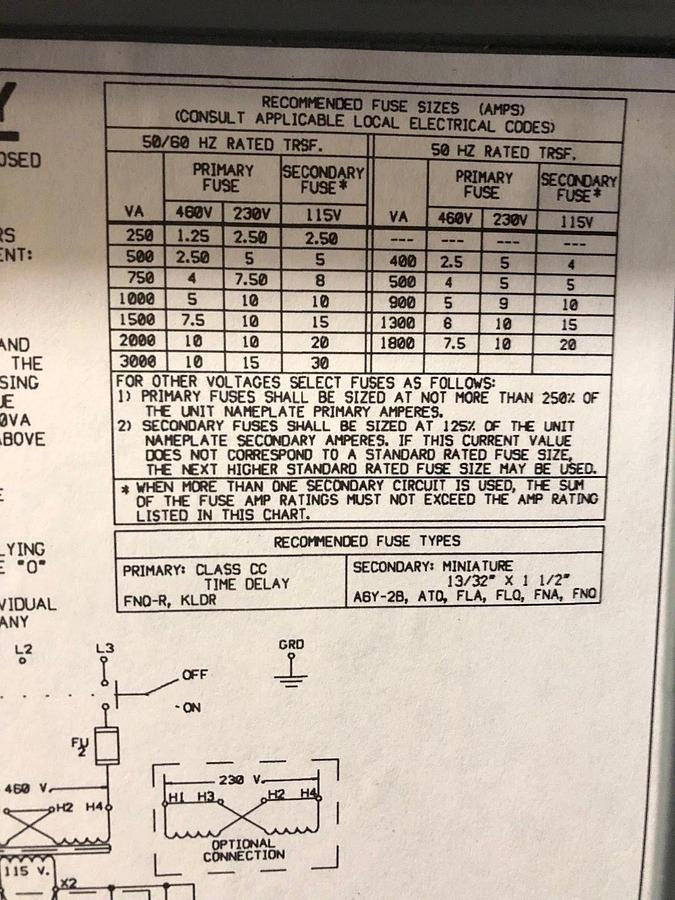 Y
OSED
RS
ENT:
AND
THE
SING
UE
0VA
ABOVE
E
LYING
E "O"
VIDUAL
ANY
RECOMMENDED FUSE SIZES (AMPS)
(CONSULT APPLICABLE LOCAL ELECTRICAL CODES)
50/60 HZ RATED TRSF. 50 HZ RATED TRSF.
PRIMARY FUSE SECONDARY FUSE* PRIMARY FUSE SECONDARY FUSE*
VA 460V 230V 115V VA 460V 230V 115V
250 1.25 2.50 2.50 --- --- --- ---
500 2.50 5 5 400 2.5 5 4
750 4 7.50 8 500 4 5 5
1000 5 10 10 900 5 9 10
1500 7.5 10 15 1300 6 10 15
2000 10 10 20 1800 7.5 10 20
3000 10 15 30
FOR OTHER VOLTAGES SELECT FUSES AS FOLLOWS:
1) PRIMARY FUSES SHALL BE SIZED AT NOT MORE THAN 250% OF
THE UNIT NAMEPLATE PRIMARY AMPERES.
2) SECONDARY FUSES SHALL BE SIZED AT 125% OF THE UNIT
NAMEPLATE SECONDARY AMPERES. IF THIS CURRENT VALUE
DOES NOT CORRESPOND TO A STANDARD RATED FUSE SIZE,
THE NEXT HIGHER STANDARD RATED FUSE SIZE MAY BE USED.
* WHEN MORE THAN ONE SECONDARY CIRCUIT IS USED, THE SUM
OF THE FUSE AMP RATINGS MUST NOT EXCEED THE AMP RATING
LISTED IN THIS CHART.
RECOMMENDED FUSE TYPES
PRIMARY: CLASS CC
TIME DELAY
FNQ-R, KLDR
SECONDARY: MINIATURE
13/32" X 1 1/2"
A6Y-2B, ATQ, FLA, FLQ, FNA, FNQ
L2 L3 GRD
OFF
-ON
FU
2
460 V. 230 V.
H2 H4 H1 H3 H2 H4
OPTIONAL
CONNECTION
115 V. X2